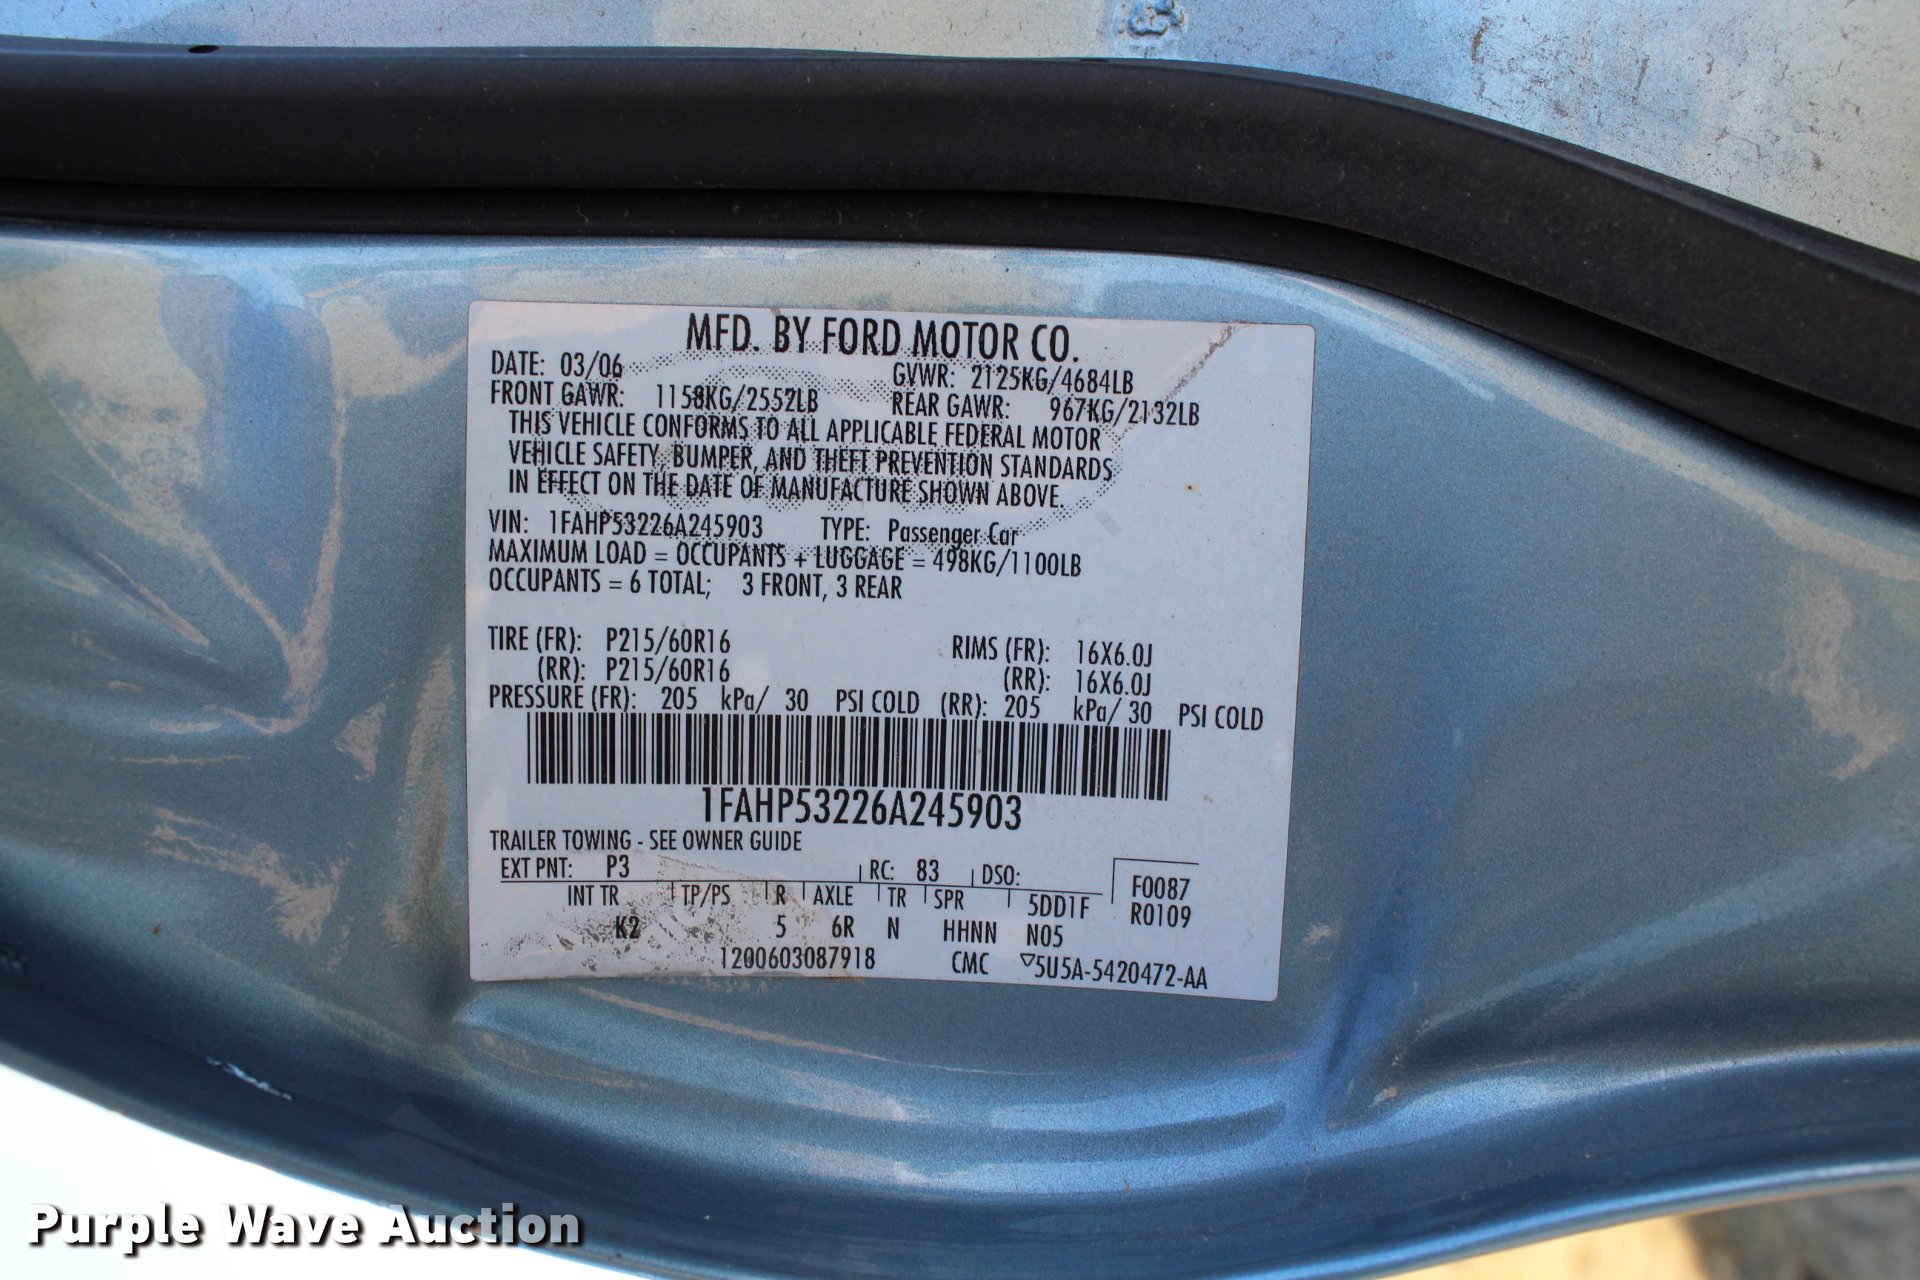 MFD. BY FORD MOTOR CO.
DATE: 03/06 GVWR: 2125KG/4684LB
FRONT GAWR: 1158KG/2552LB REAR GAWR: 967KG/2132LB
THIS VEHICLE CONFORMS TO ALL APPLICABLE FEDERAL MOTOR
VEHICLE SAFETY, BUMPER, AND THEFT PREVENTION STANDARDS
IN EFFECT ON THE DATE OF MANUFACTURE SHOWN ABOVE.
VIN: 1FAHP53226A245903 TYPE: Passenger Car
MAXIMUM LOAD = OCCUPANTS + LUGGAGE = 498KG/1100LB
OCCUPANTS = 6 TOTAL; 3 FRONT, 3 REAR
TIRE (FR): P215/60R16 RIMS (FR): 16X6.0J
(RR): P215/60R16 (RR): 16X6.0J
PRESSURE (FR): 205 kPa/ 30 PSI COLD (RR): 205 kPa/ 30 PSI COLD
1FAHP53226A245903
TRAILER TOWING - SEE OWNER GUIDE
EXT PNT: P3 RC: 83 DSO: F0087
INT TR TP/PS R AXLE TR SPR 5DD1F R0109
K2 5 6R N HHNN N05
1200603087918 CMC ▽5U5A-5420472-AA
Purple Wave Auction